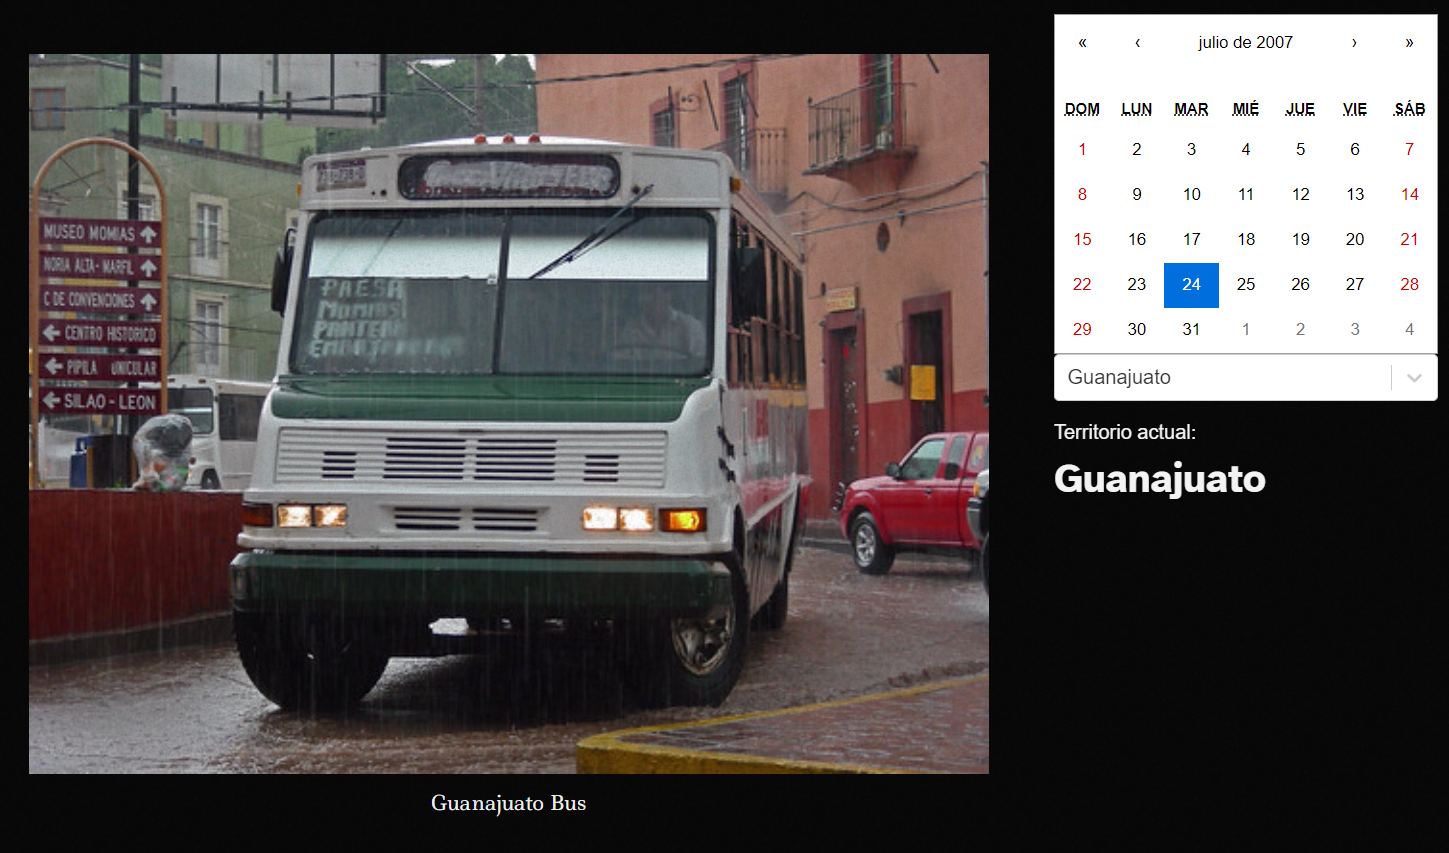 MUSEO MOMIAS
NORIA ALTA-MARFIL
C DE CONVENCIONES
CENTRO HISTORICO
PIPILA UNICULAR
SILAO-LEON
PAESA
MOMIAS
PANTEON
Guanajuato Bus
« ‹ julio de 2007 › »
DOM LUN MAR MIÉ JUE VIE SÁB
1 2 3 4 5 6 7
8 9 10 11 12 13 14
15 16 17 18 19 20 21
22 23 24 25 26 27 28
29 30 31 1 2 3 4
Guanajuato
Territorio actual:
Guanajuato